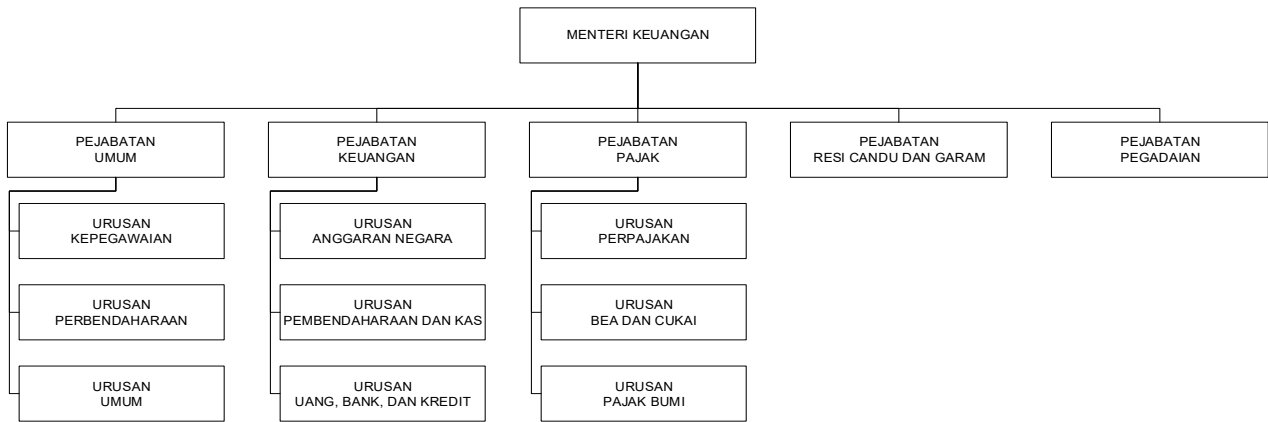 MENTERI KEUANGAN
PEJABATAN
UMUM
PEJABATAN
KEUANGAN
PEJABATAN
PAJAK
PEJABATAN
RESI CANDU DAN GARAM
PEJABATAN
PEGADAIAN
URUSAN
KEPEGAWAIAN
URUSAN
ANGGARAN NEGARA
URUSAN
PERPAJAKAN
URUSAN
PERBENDAHARAAN
URUSAN
PEMBENDAHARAAN DAN KAS
URUSAN
BEA DAN CUKAI
URUSAN
UMUM
URUSAN
UANG, BANK, DAN KREDIT
URUSAN
PAJAK BUMI